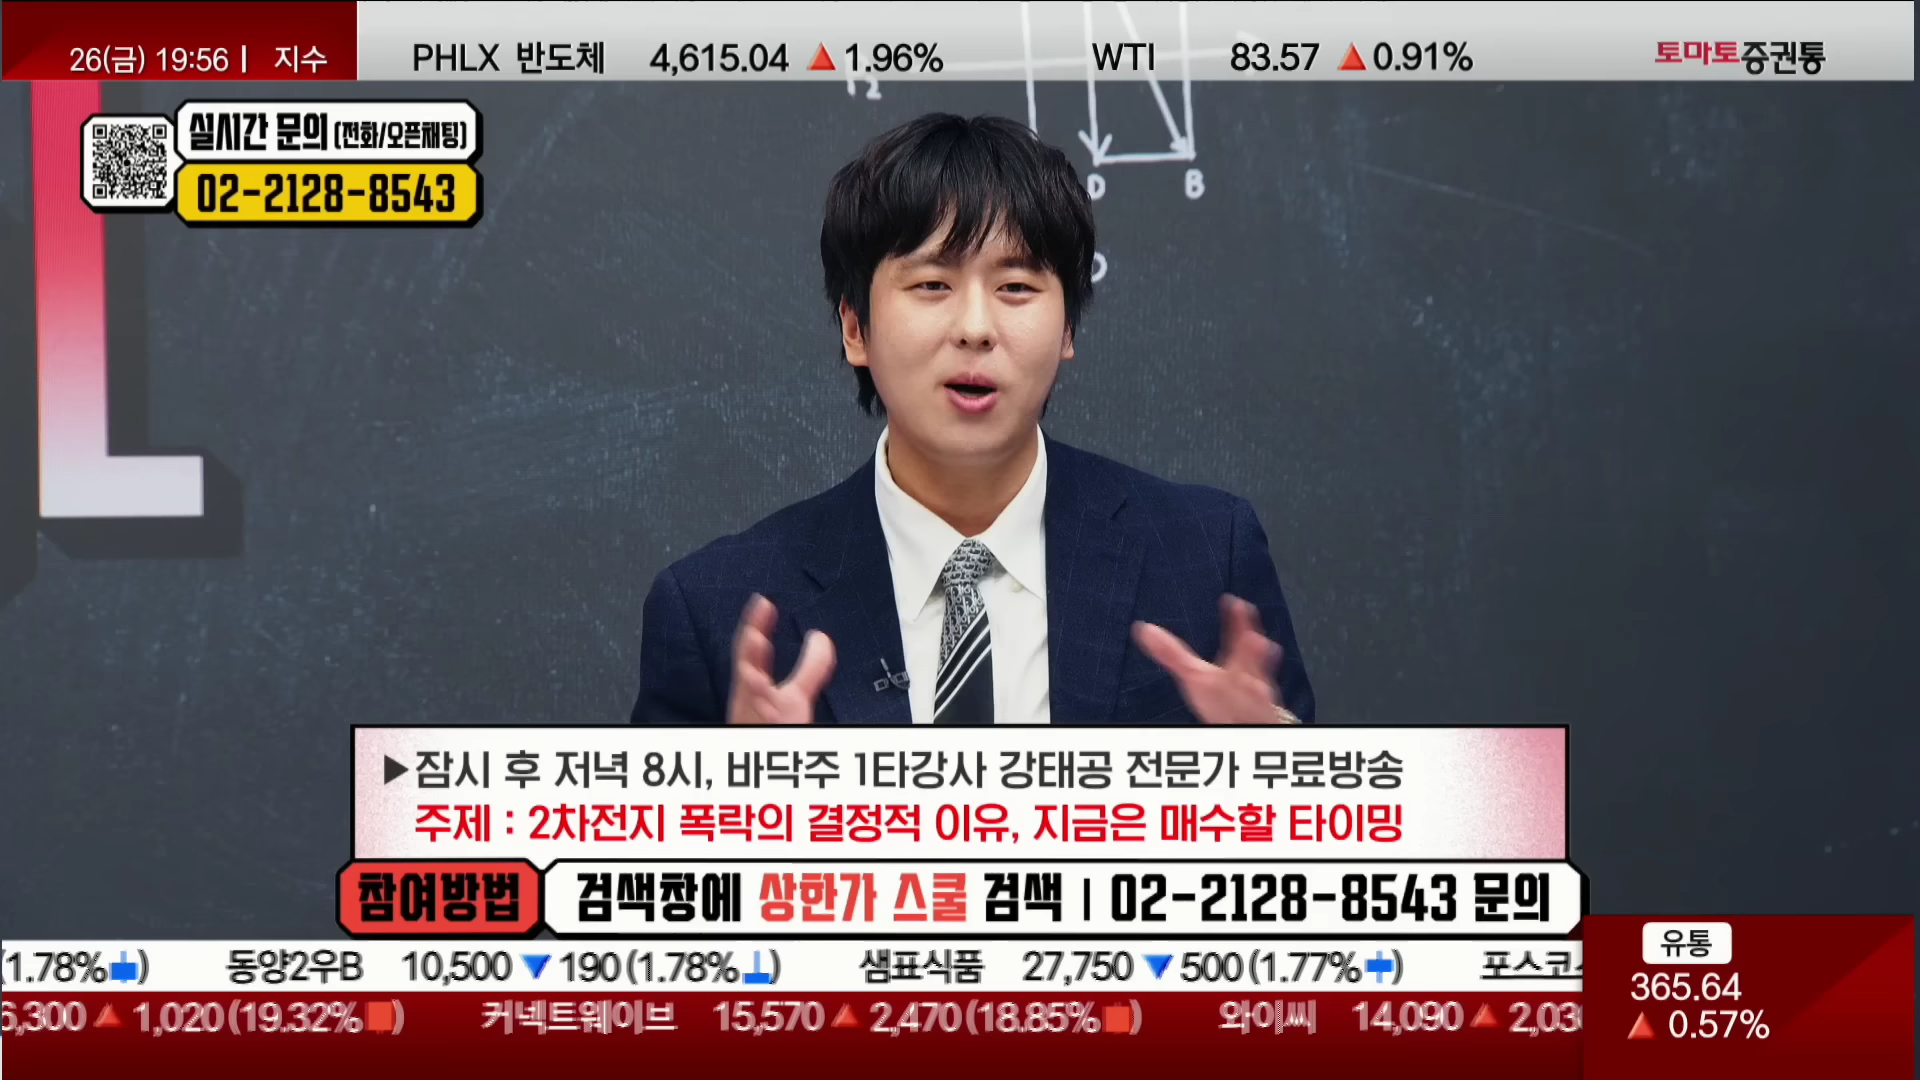 26(금) 19:56 | 지수
PHLX 반도체 4,615.04 ▲1.96%
WTI 83.57 ▲0.91%
토마토증권통
실시간 문의 (전화/오픈채팅)
02-2128-8543
D B
▶잠시 후 저녁 8시, 바닥주 1타강사 강태공 전문가 무료방송
주제 : 2차전지 폭락의 결정적 이유, 지금은 매수할 타이밍
참여방법 검색창에 상한가 스쿨 검색 | 02-2128-8543 문의
(1.78%) 동양2우B 10,500 ▼190(1.78%) 샘표식품 27,750 ▼500(1.77%) 포스코
6,300 ▲1,020(19.32%) 커넥트웨이브 15,570 ▲2,470(18.85%) 와이씨 14,090 ▲2,03
유통
365.64
▲ 0.57%